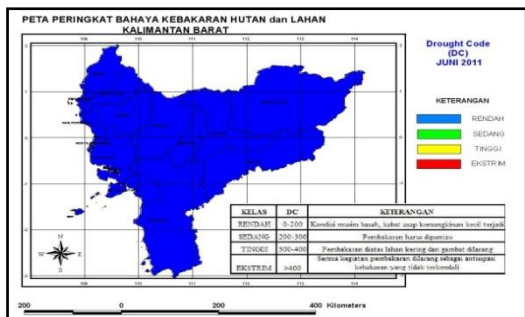 PETA PERINGKAT BAHAYA KEBAKARAN HUTAN dan LAHAN
KALIMANTAN BARAT
Drought Code
(DC)
JUNI 2011
KETERANGAN
RENDAH
SEDANG
TINGGI
EKSTRIM
KELAS DC KETERANGAN
RENDAH 0-200 Kondisi musim basah, kabut asap kemungkinan kecil terjadi
SEDANG 200-300 Pembakaran harus dipantau
TINGGI 300-400 Pembakaran diatas lahan kering dan gambut dilarang
EKSTRIM >400 Semua kegiatan pembakaran dilarang sebagai antisipasi
kebakaran yang tidak terkendali
N
W E
S
200 0 200 400 Kilometers